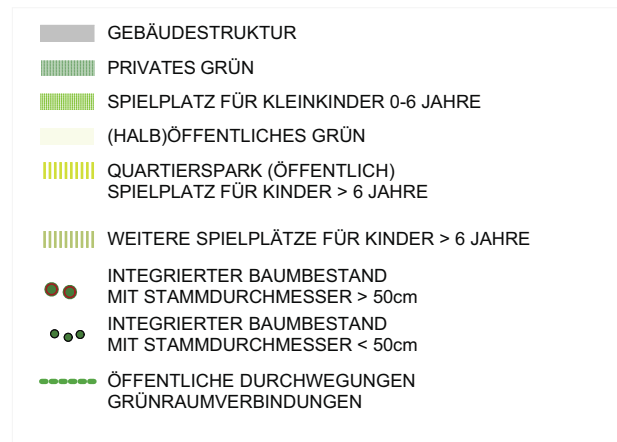 GEBÄUDESTRUKTUR
PRIVATES GRÜN
SPIELPLATZ FÜR KLEINKINDER 0-6 JAHRE
(HALB)ÖFFENTLICHES GRÜN
QUARTIERSPARK (ÖFFENTLICH)
SPIELPLATZ FÜR KINDER > 6 JAHRE
WEITERE SPIELPLÄTZE FÜR KINDER > 6 JAHRE
INTEGRIERTER BAUMBESTAND
MIT STAMMDURCHMESSER > 50cm
INTEGRIERTER BAUMBESTAND
MIT STAMMDURCHMESSER < 50cm
ÖFFENTLICHE DURCHWEGUNGEN
GRÜNRAUMVERBINDUNGEN